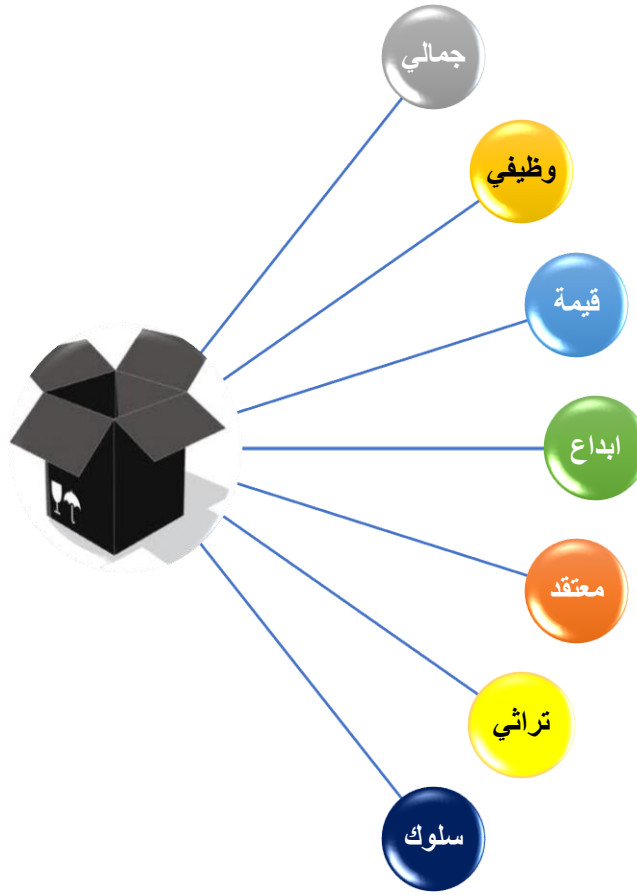 جمالي
وظيفي
قيمة
ابداع
معتقد
تراثي
سلوك